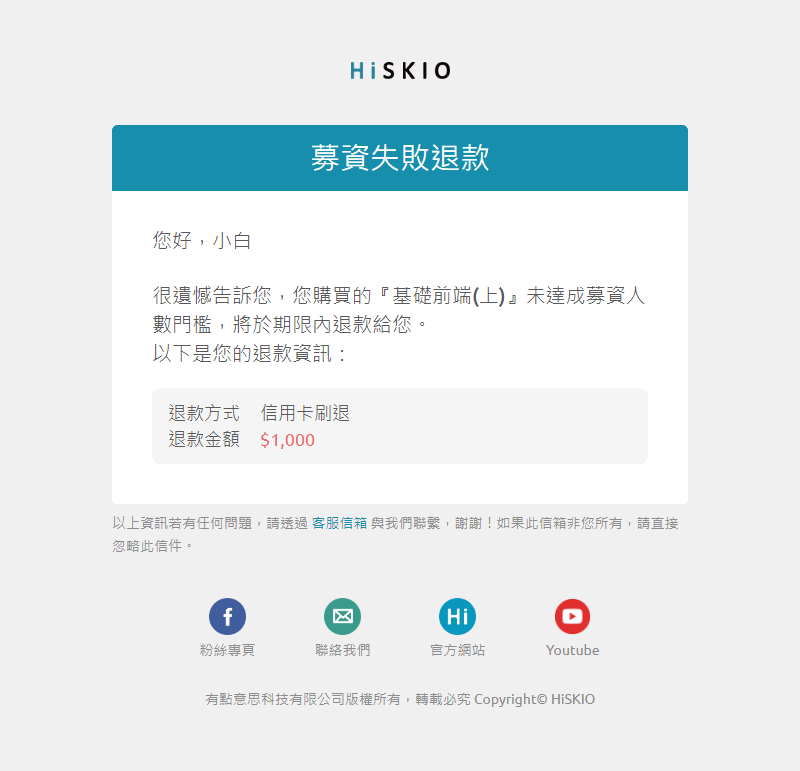 HiSKIO
募資失敗退款
您好，小白
很遺憾告訴您，您購買的『基礎前端(上)』未達成募資人
數門檻，將於期限內退款給您。
以下是您的退款資訊：
退款方式 信用卡刷退
退款金額 $1,000
以上資訊若有任何問題，請透過 客服信箱 與我們聯繫，謝謝！如果此信箱非您所有，請直接
忽略此信件。
f Hi
粉絲專頁 聯絡我們 官方網站 Youtube
有點意思科技有限公司版權所有，轉載必究 Copyright© HiSKIO